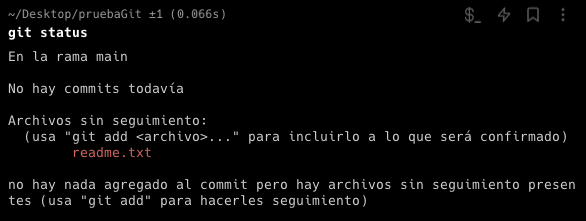 ~/Desktop/pruebaGit ±1 (0.066s)
git status
En la rama main

No hay commits todavía

Archivos sin seguimiento:
  (usa "git add <archivo>..." para incluirlo a lo que será confirmado)
        readme.txt

no hay nada agregado al commit pero hay archivos sin seguimiento presen
tes (usa "git add" para hacerles seguimiento)